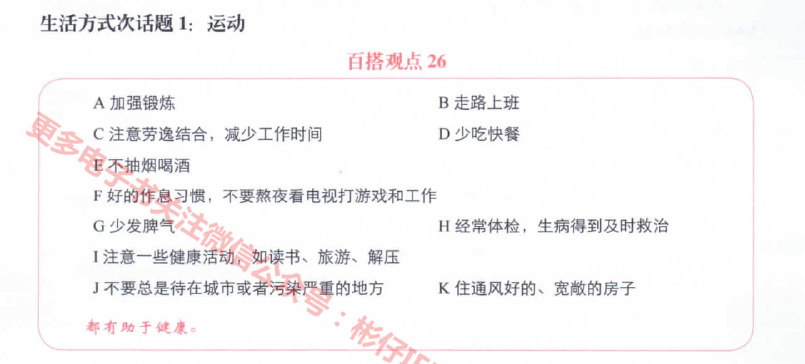 生活方式次话题1：运动
百搭观点26
A 加强锻炼
B 走路上班
C 注意劳逸结合，减少工作时间
D 少吃快餐
E 不抽烟喝酒
F 好的作息习惯，不要熬夜看电视打游戏和工作
G 少发脾气
H 经常体检，生病得到及时救治
I 注意一些健康活动，如读书、旅游、解压
J 不要总是待在城市或者污染严重的地方
K 住通风好的、宽敞的房子
都有助于健康。
更多电子书关注微信公众号：彬仔IE